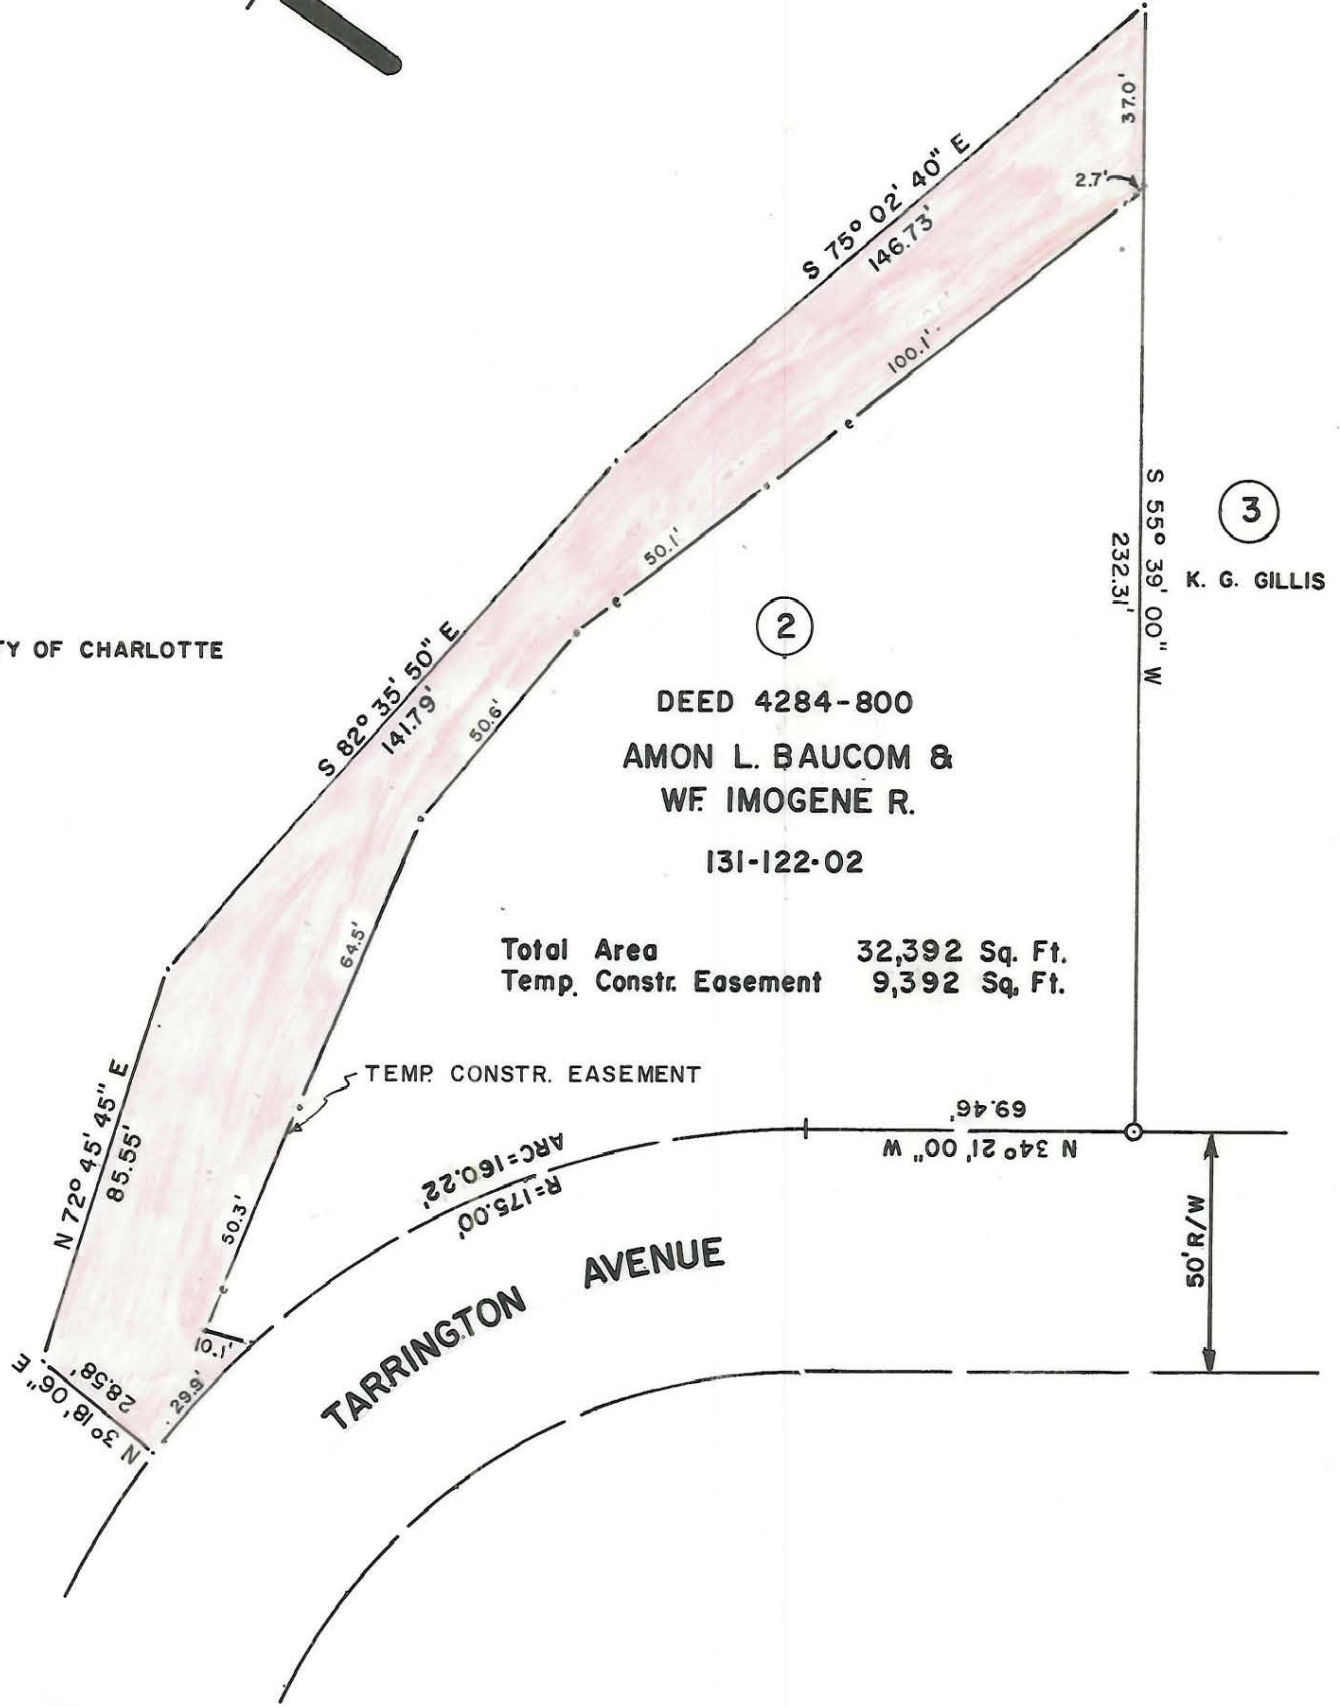 37.0'
2.7'
S 75° 02' 40" E
146.73'
100.1'
50.1'
S 55° 39' 00" W
232.31'
3
K. G. GILLIS
TY OF CHARLOTTE
S 82° 35' 50" E
141.79'
50.6'
2
DEED 4284-800
AMON L. BAUCOM &
WF. IMOGENE R.
131-122-02
64.5'
Total Area 32,392 Sq. Ft.
Temp. Constr. Easement 9,392 Sq. Ft.
TEMP. CONSTR. EASEMENT
N 72° 45' 45" E
85.55'
50.3'
69.46'
N 34° 21' 00" W
ARC=160.22'
R=175.00'
TARRINGTON AVENUE
50' R/W
29.9'
28.58'
N 3° 18' 06" E